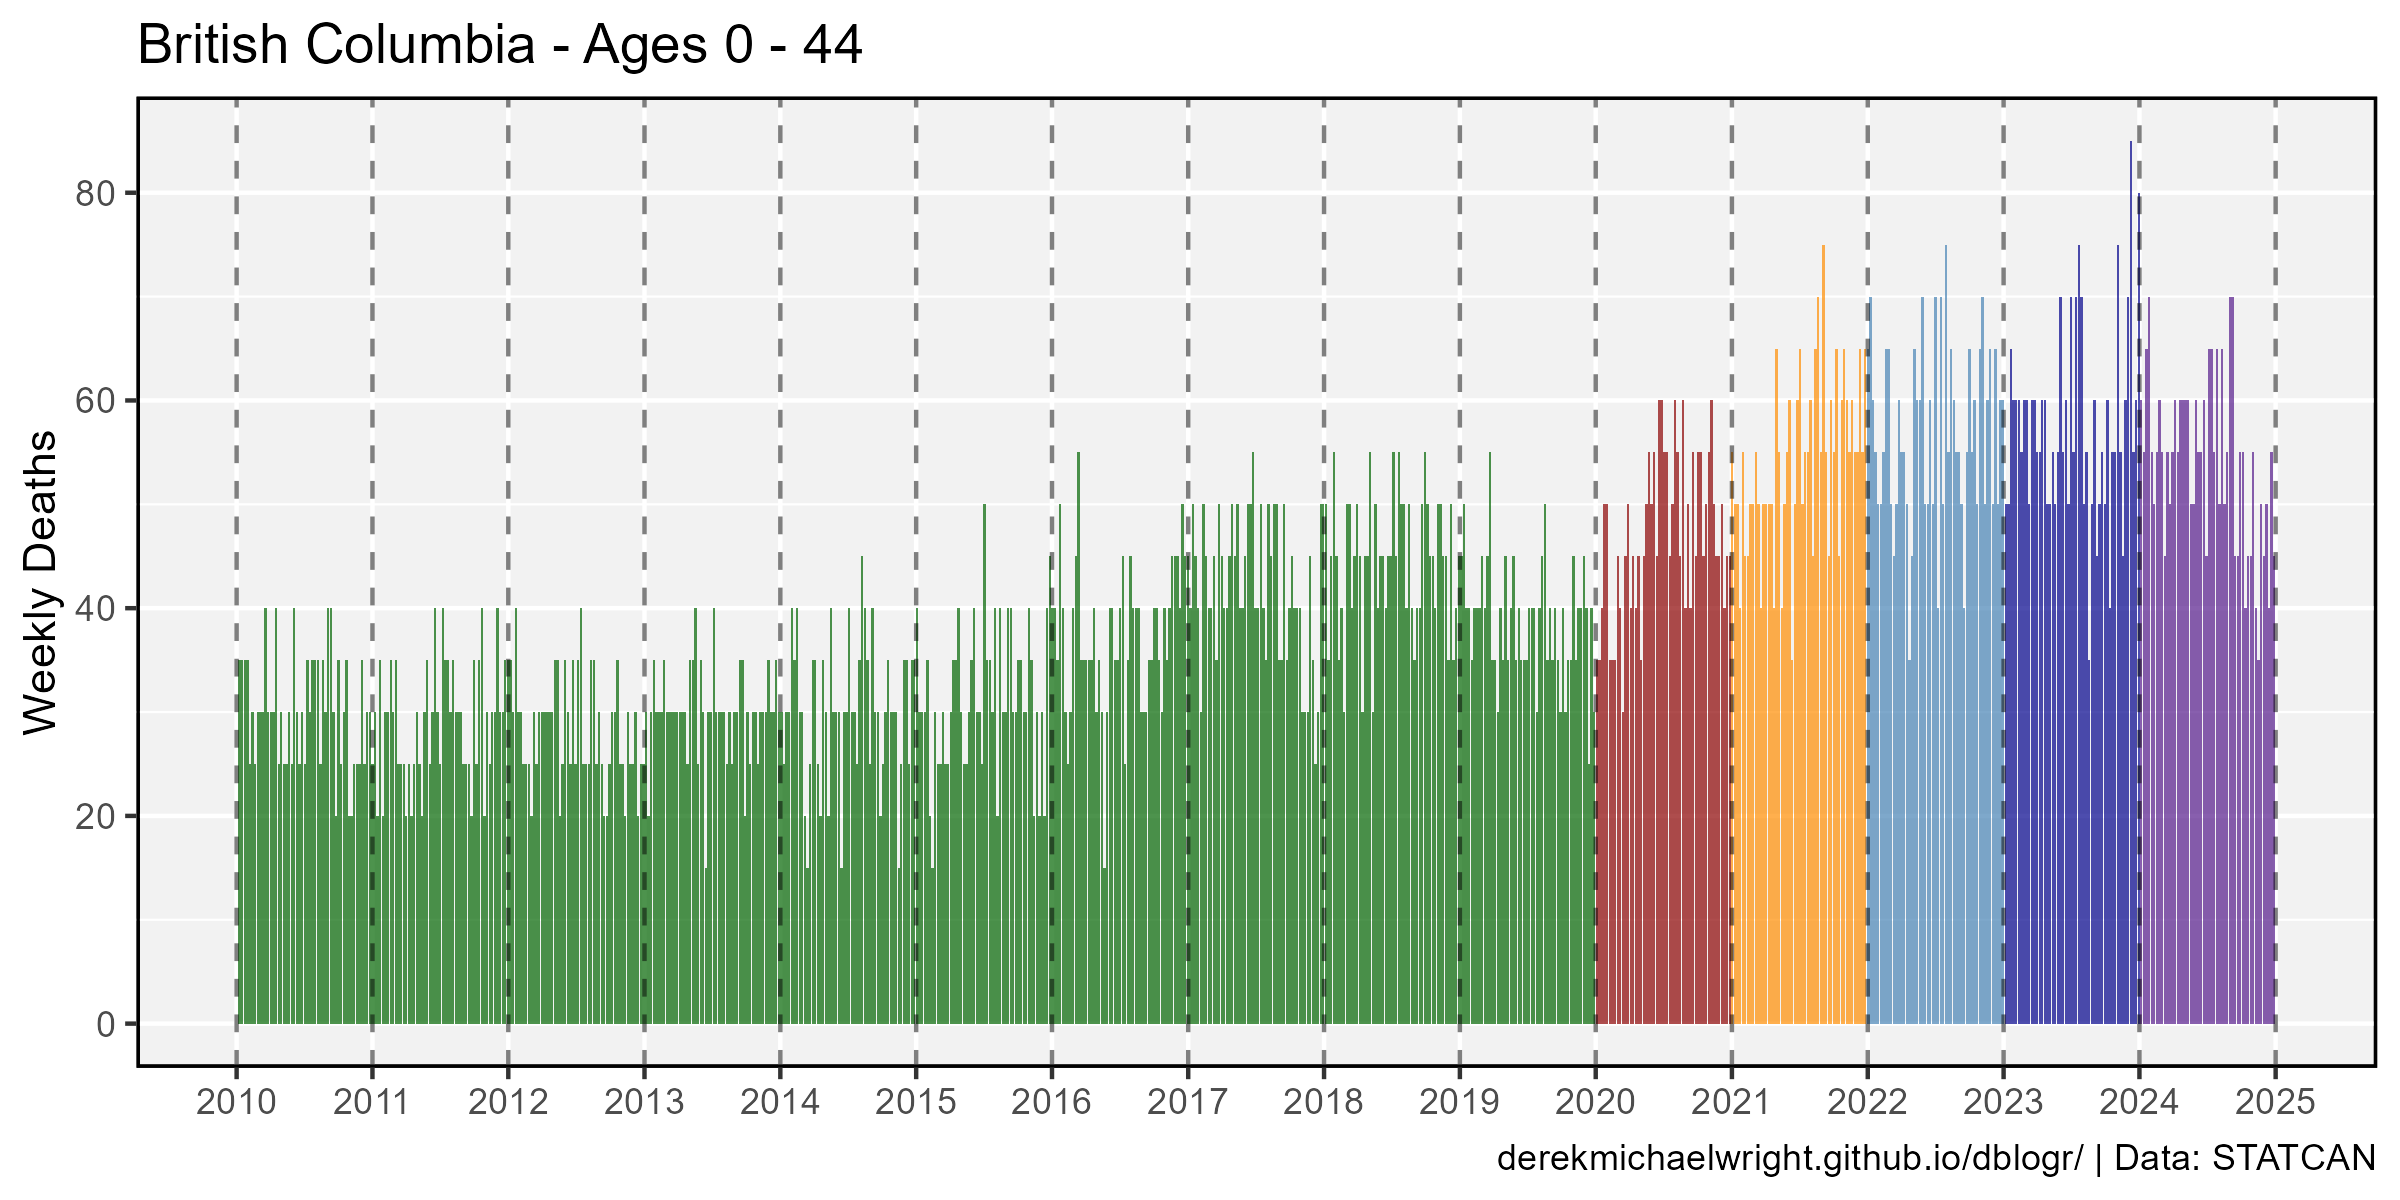 British Columbia - Ages 0 - 44
Weekly Deaths
80
60
40
20
0
2010 2011 2012 2013 2014 2015 2016 2017 2018 2019 2020 2021 2022 2023 2024 2025
derekmichaelwright.github.io/dblogr/ | Data: STATCAN